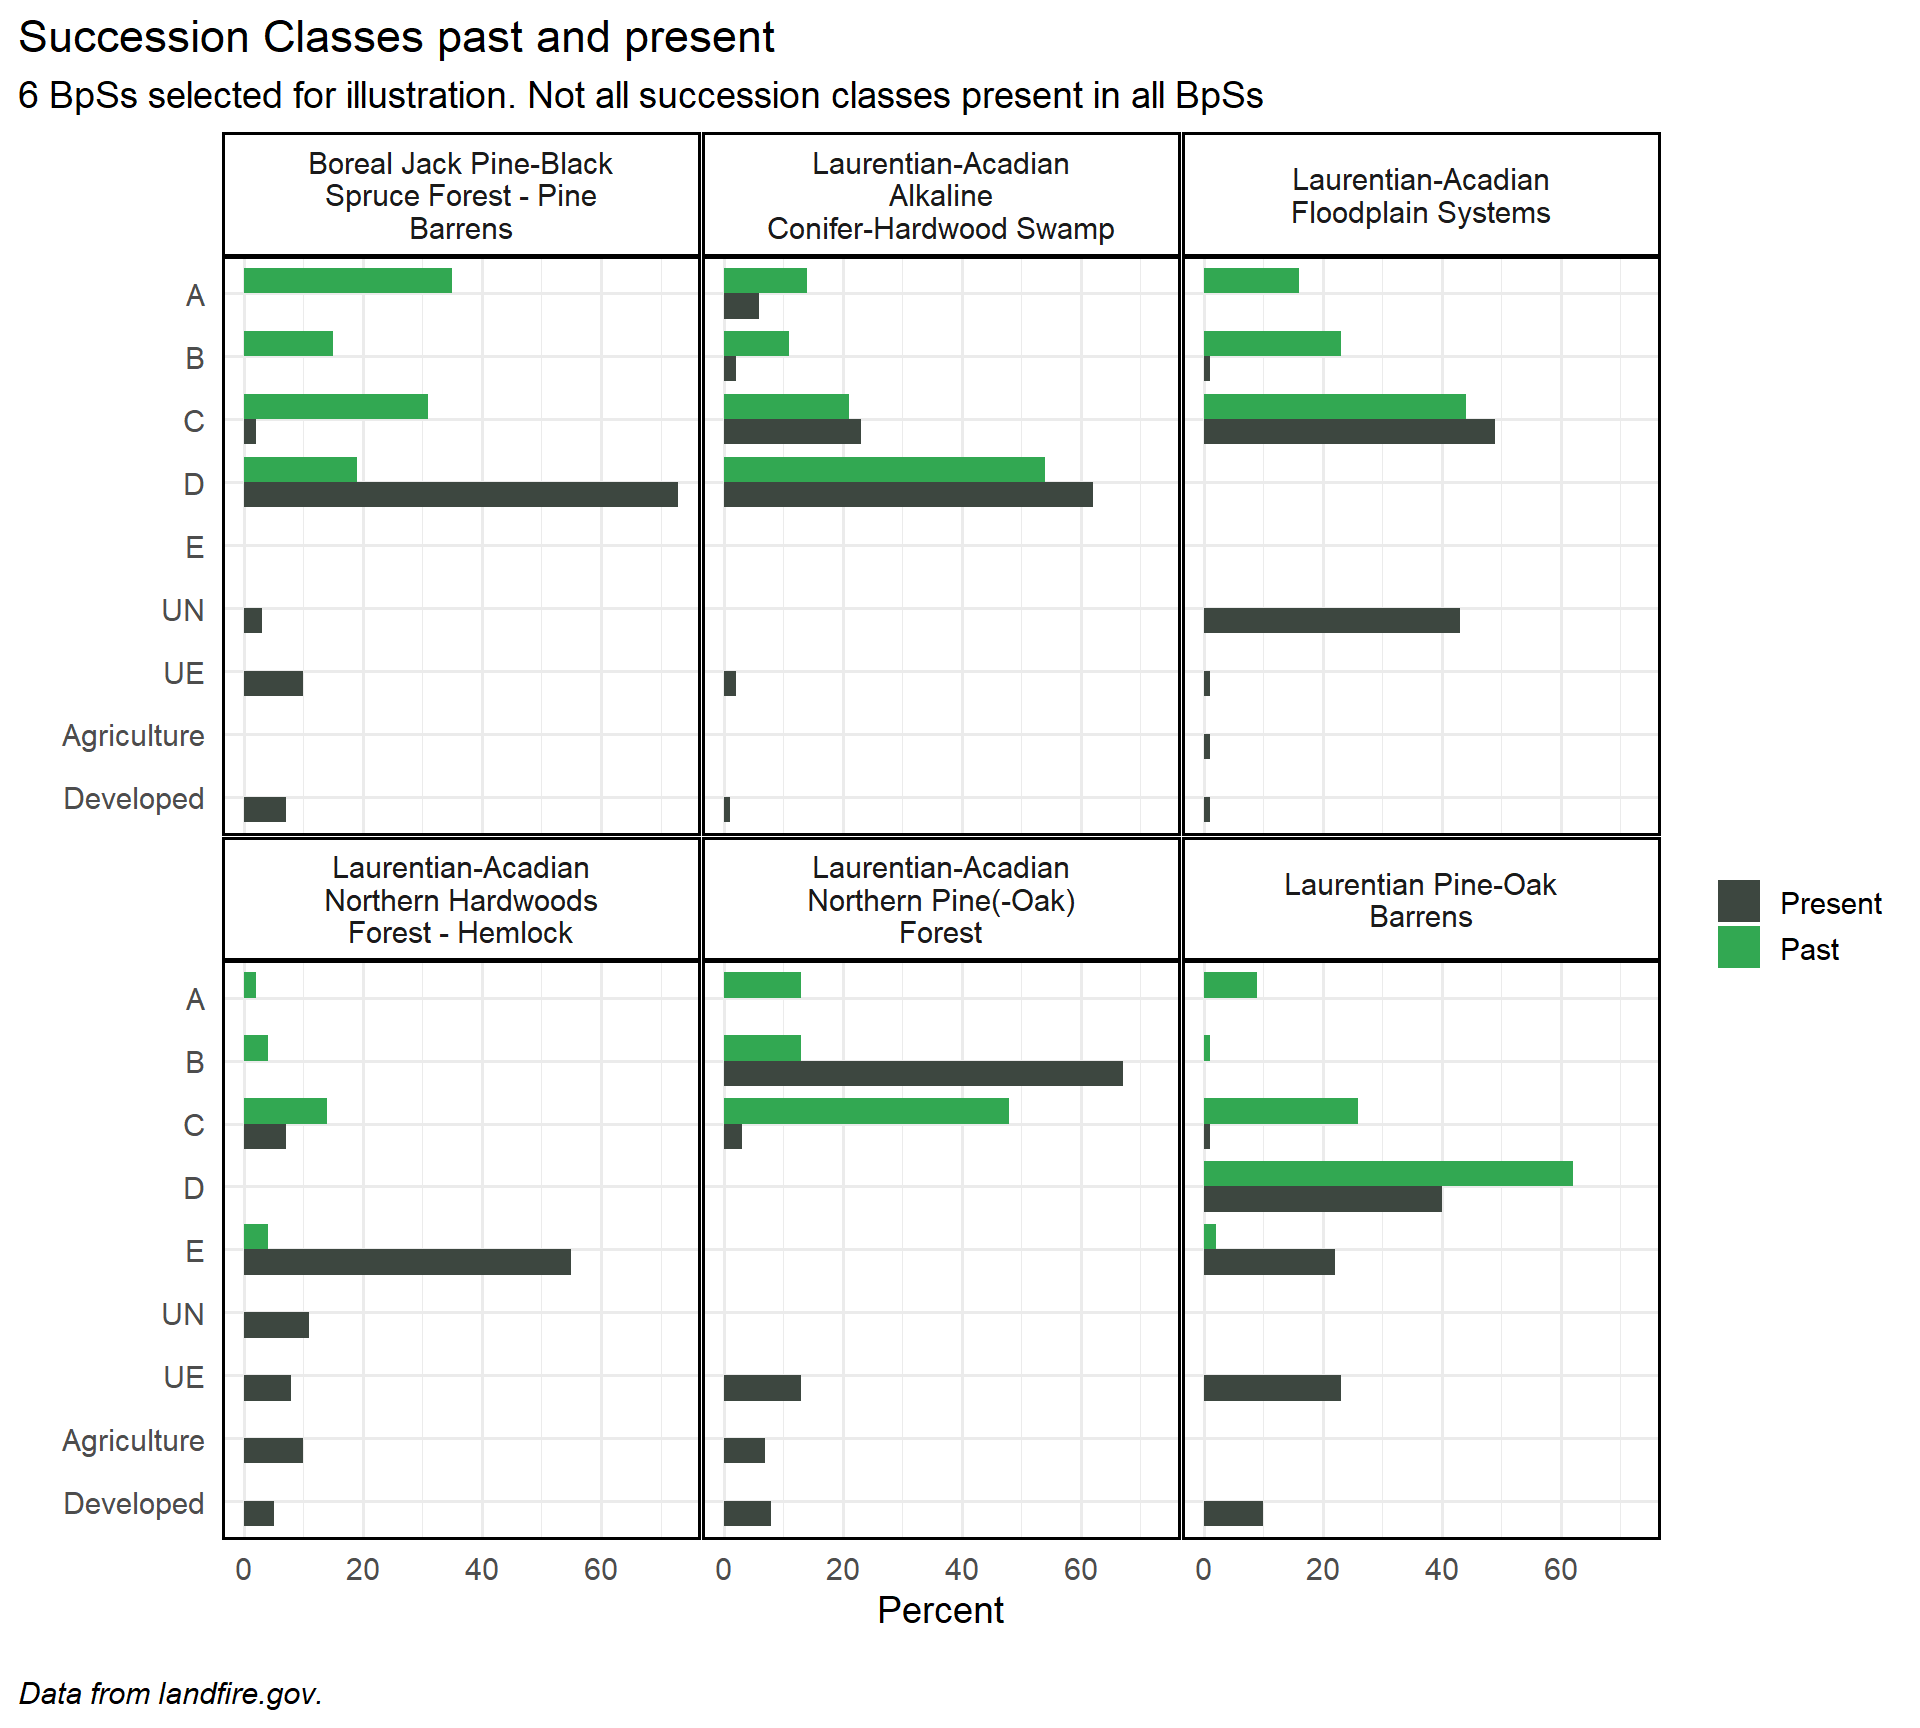 Succession Classes past and present
6 BpSs selected for illustration. Not all succession classes present in all BpSs
Boreal Jack Pine-Black
Spruce Forest - Pine
Barrens
Laurentian-Acadian
Alkaline
Conifer-Hardwood Swamp
Laurentian-Acadian
Floodplain Systems
A
B
C
D
E
UN
UE
Agriculture
Developed
Laurentian-Acadian
Northern Hardwoods
Forest - Hemlock
Laurentian-Acadian
Northern Pine(-Oak)
Forest
Laurentian Pine-Oak
Barrens
Present
Past
A
B
C
D
E
UN
UE
Agriculture
Developed
0 20 40 60 0 20 40 60 0 20 40 60
Percent
Data from landfire.gov.